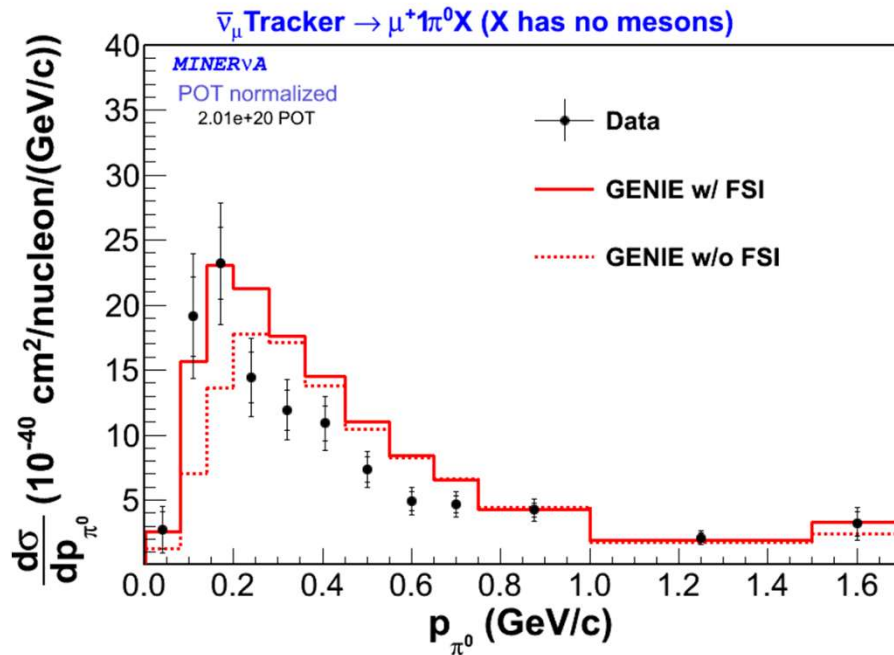 ν̅μTracker → μ⁺1π⁰X (X has no mesons)
MINERνA
POT normalized
2.01e+20 POT
Data
GENIE w/ FSI
GENIE w/o FSI
dσ/dpπ⁰ (10⁻⁴⁰ cm²/nucleon/(GeV/c))
40
35
30
25
20
15
10
5
0.0 0.2 0.4 0.6 0.8 1.0 1.2 1.4 1.6
pπ⁰ (GeV/c)